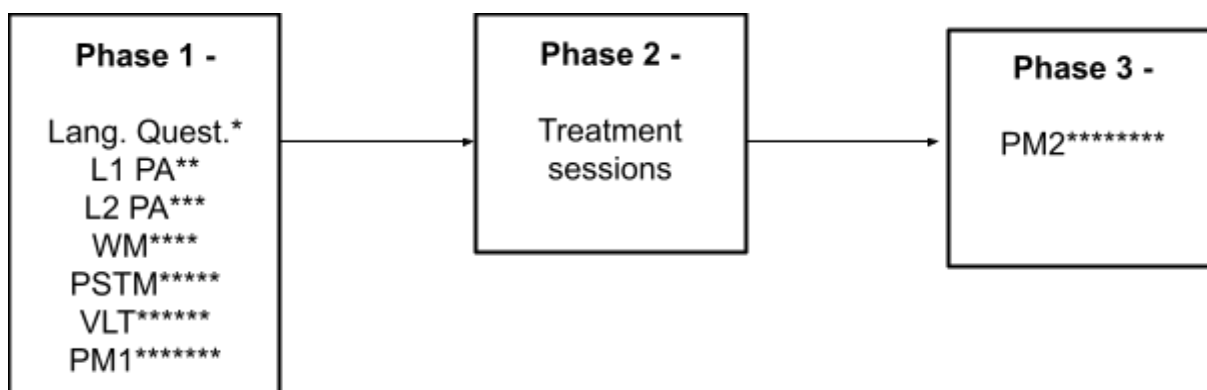 Phase 1 -
Lang. Quest.*
L1 PA**
L2 PA***
WM****
PSTM*****
VLT******
PM1*******
Phase 2 -
Treatment
sessions
Phase 3 -
PM2********